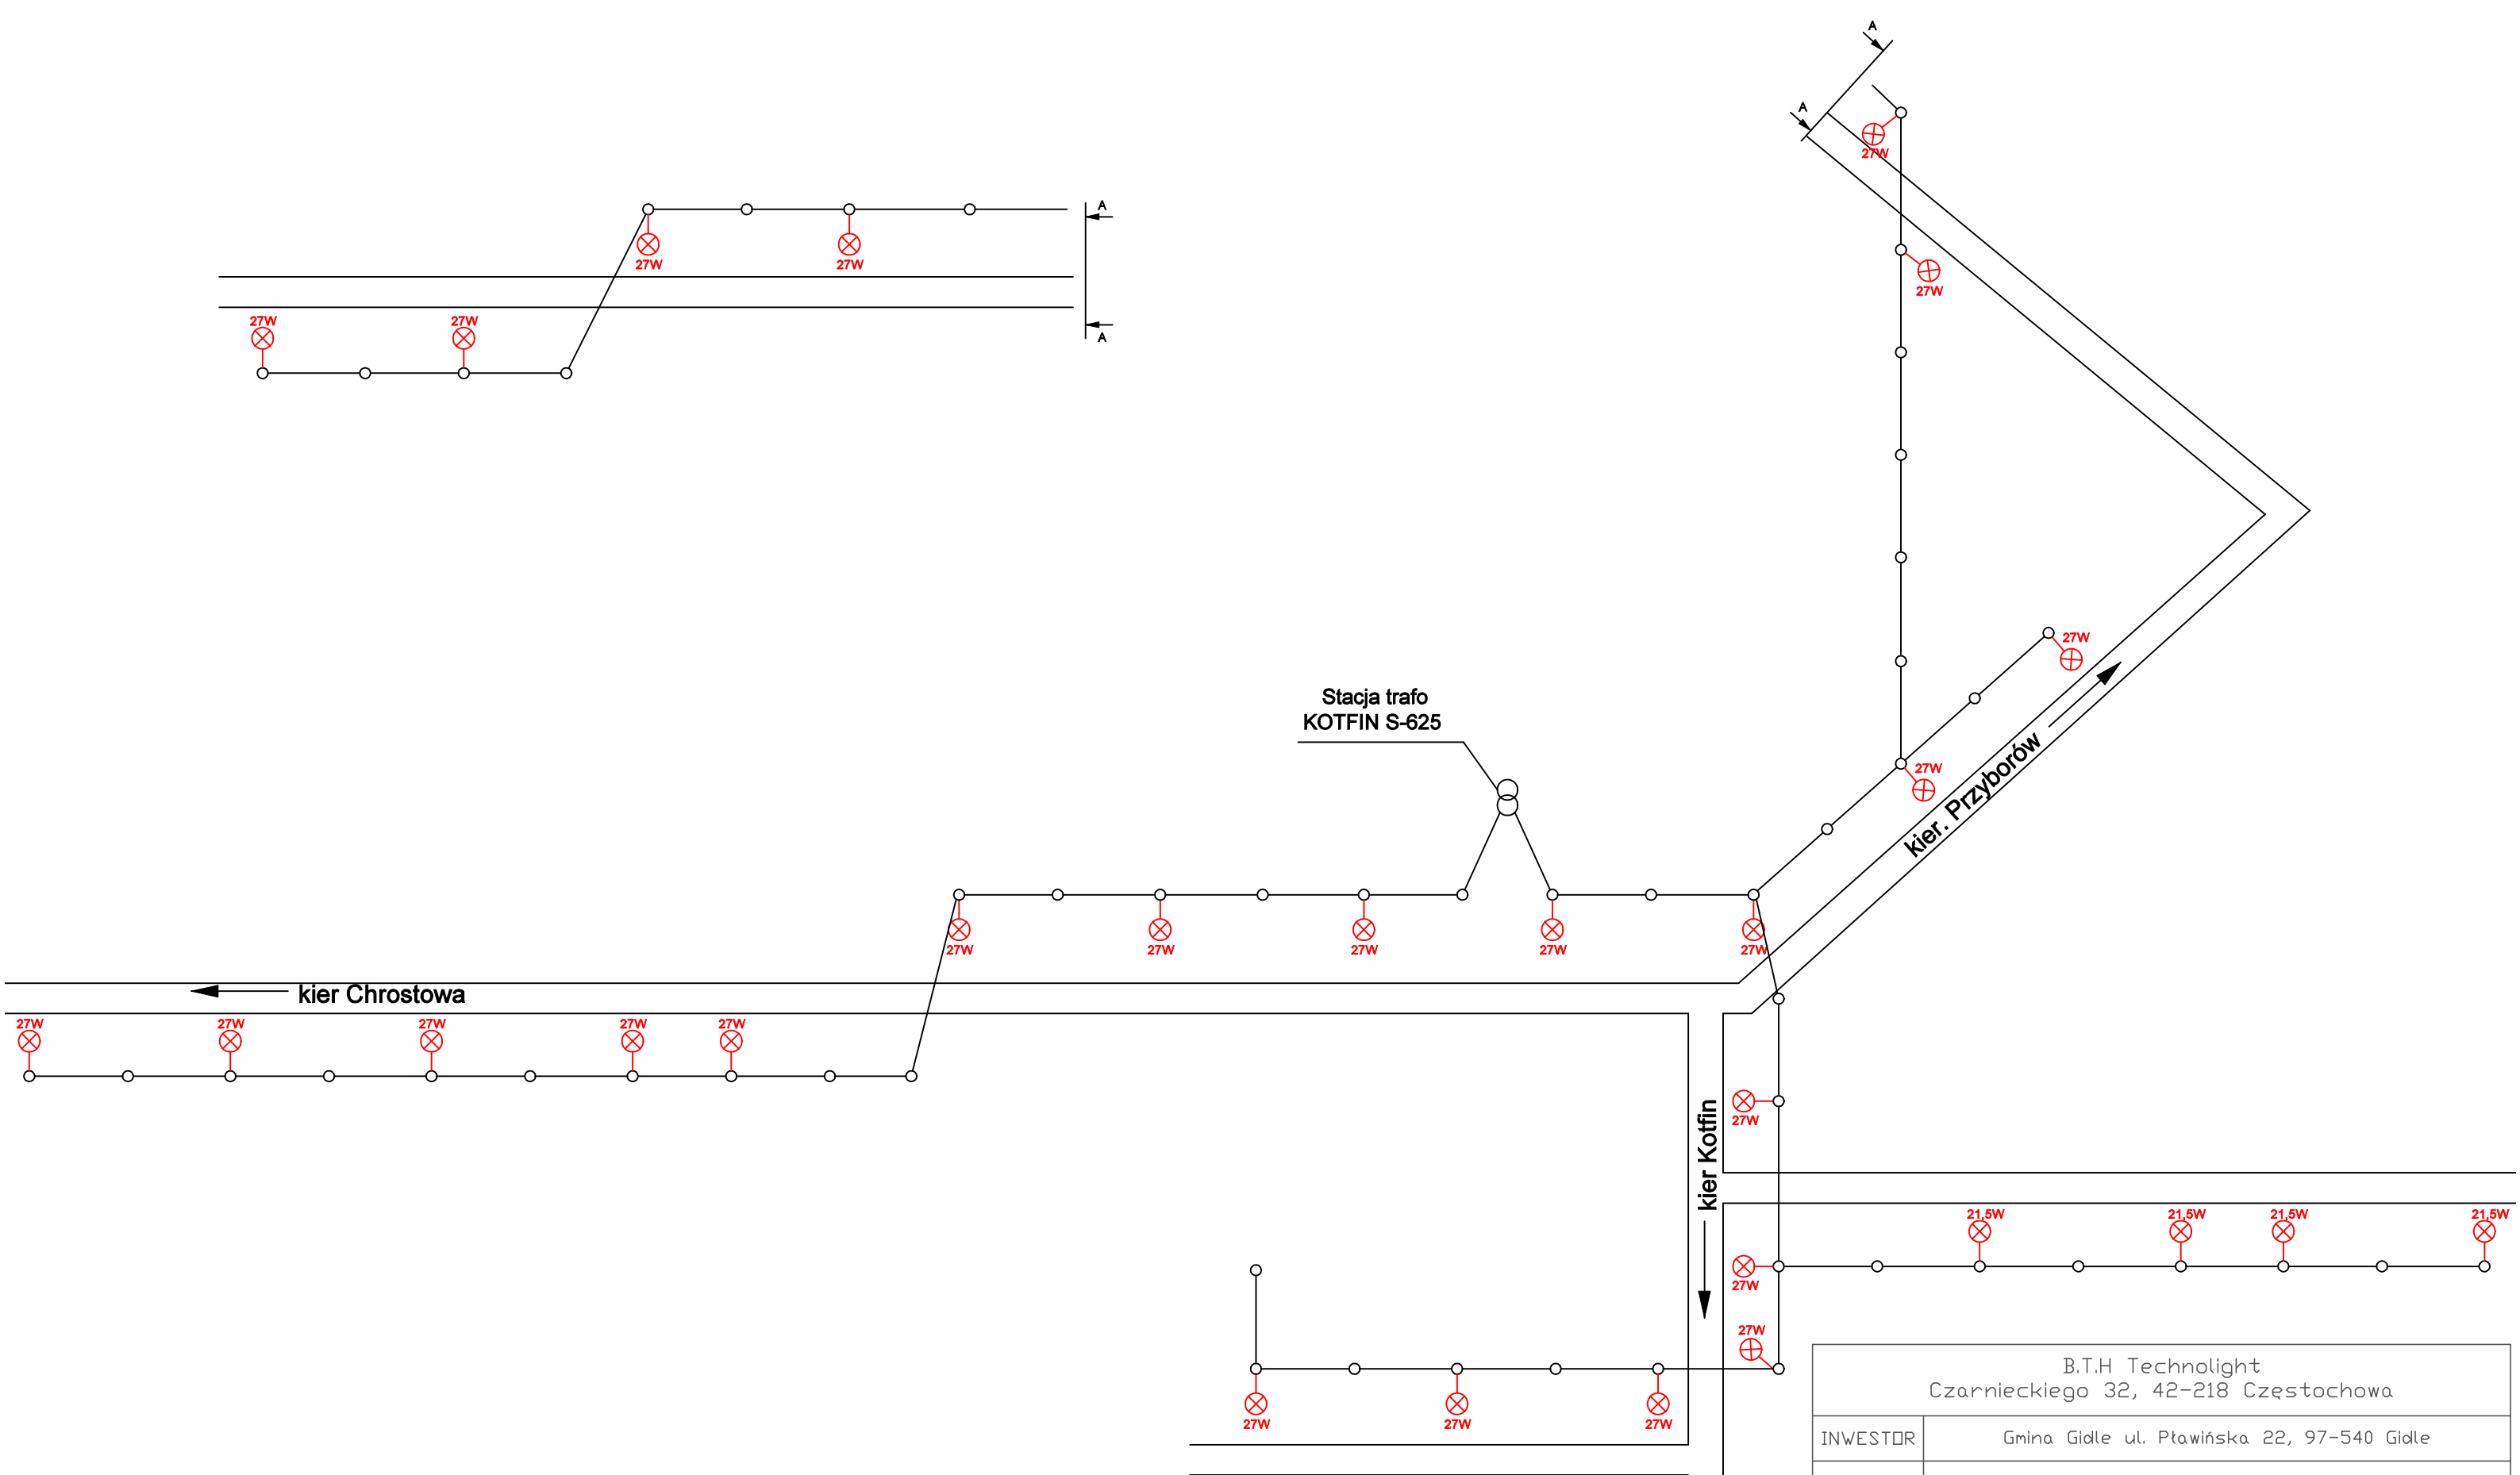 A
A
27W
27W
A
27W
27W
27W
27W
A
27W
Stacja trafo
KOTFIN S-625
27W
kier. Przyborów
27W
27W
27W
27W
27W
kier Chrostowa
27W
27W
27W
27W
27W
27W
kier Kotfin
21,5W
21,5W
21,5W
21,5W
27W
27W
27W
27W
27W
B.T.H Technolight
Czarnieckiego 32, 42-218 Częstochowa
INWESTOR
Gmina Gidle ul. Pławińska 22, 97-540 Gidle